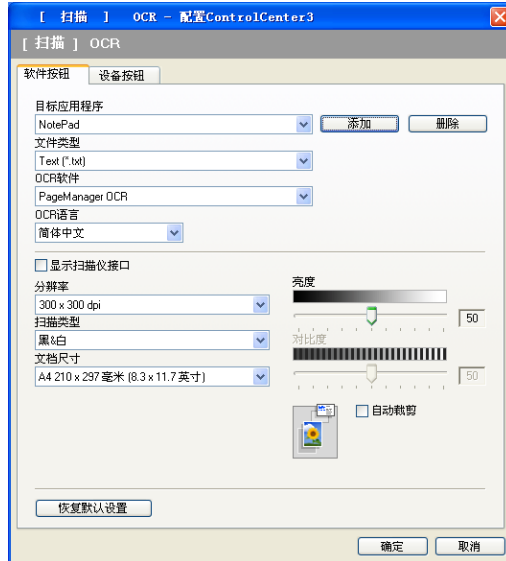 [ 扫描 ] OCR - 配置ControlCenter3
[ 扫描 ] OCR
软件按钮 设备按钮
目标应用程序
NotePad 添加 删除
文件类型
Text (*.txt)
OCR软件
PageManager OCR
OCR语言
简体中文
显示扫描仪接口
分辨率 亮度
300 x 300 dpi 50
扫描类型 对比度
黑&白
文档尺寸
A4 210 x 297 毫米 (8.3 x 11.7 英寸) 50
自动裁剪
恢复默认设置
确定 取消